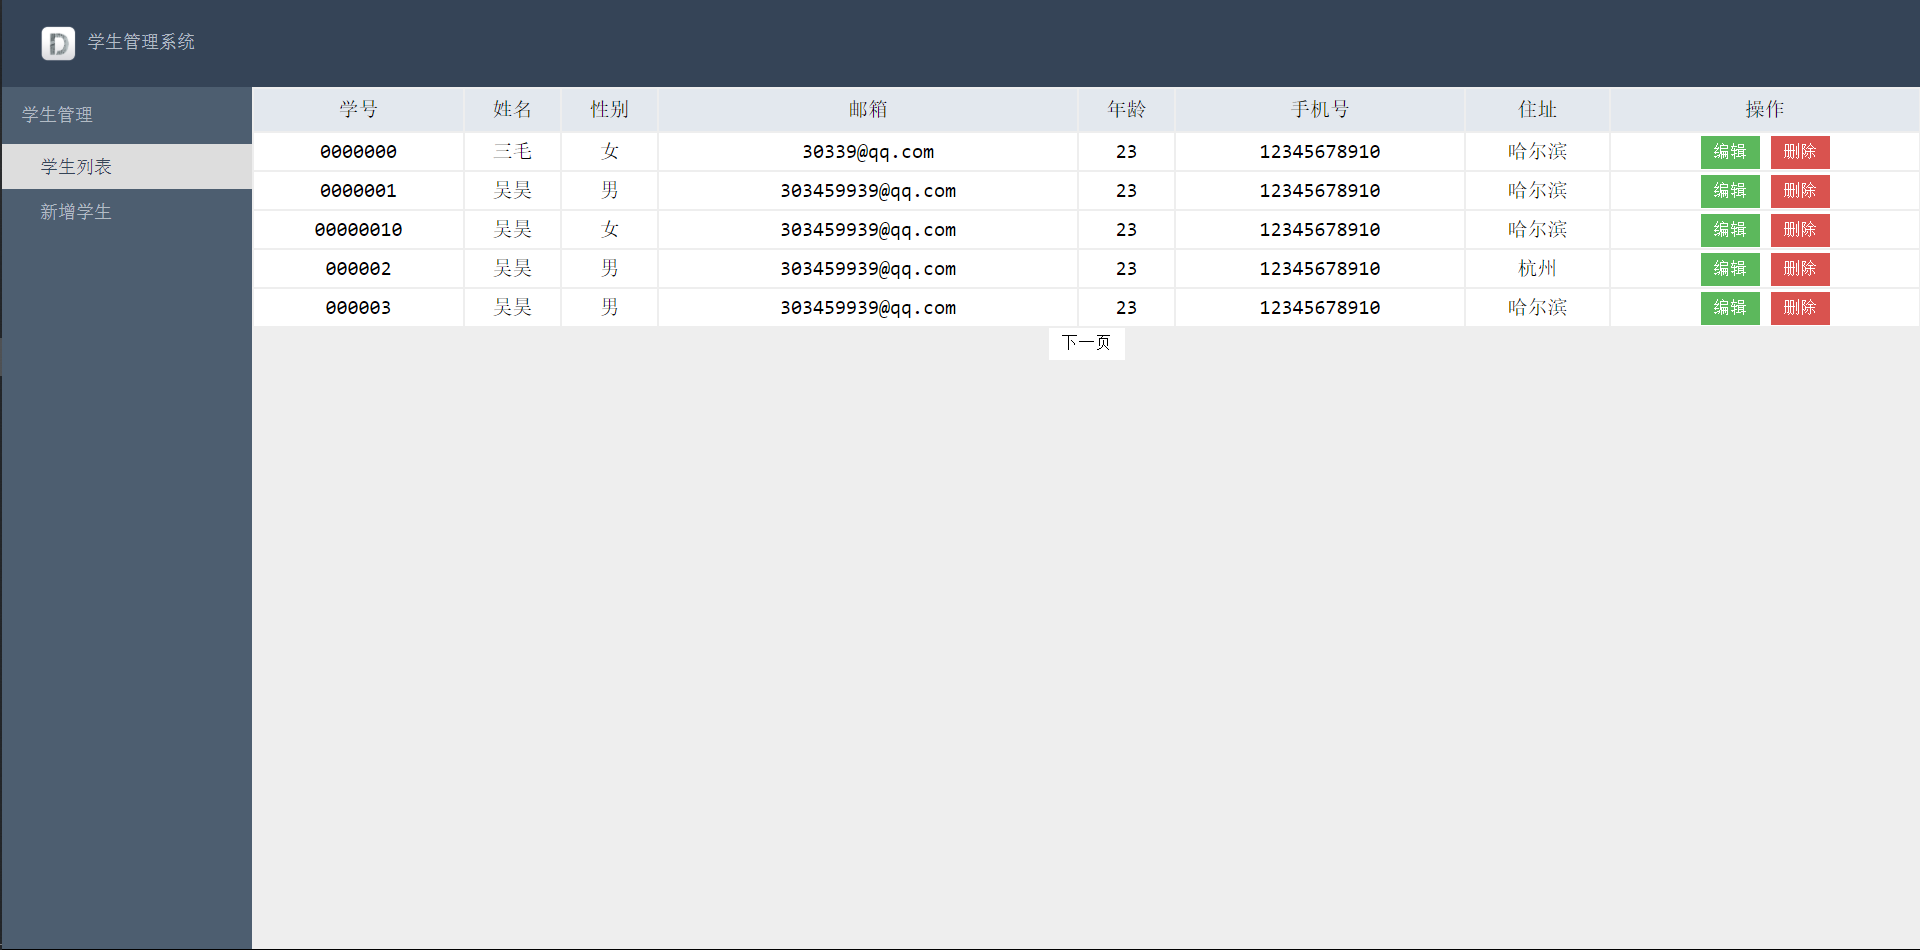 D 学生管理系统
学生管理
学生列表
新增学生
学号 姓名 性别 邮箱 年龄 手机号 住址 操作
0000000 三毛 女 30339@qq.com 23 12345678910 哈尔滨 编辑 删除
0000001 吴昊 男 303459939@qq.com 23 12345678910 哈尔滨 编辑 删除
00000010 吴昊 女 303459939@qq.com 23 12345678910 哈尔滨 编辑 删除
000002 吴昊 男 303459939@qq.com 23 12345678910 杭州 编辑 删除
000003 吴昊 男 303459939@qq.com 23 12345678910 哈尔滨 编辑 删除
下一页